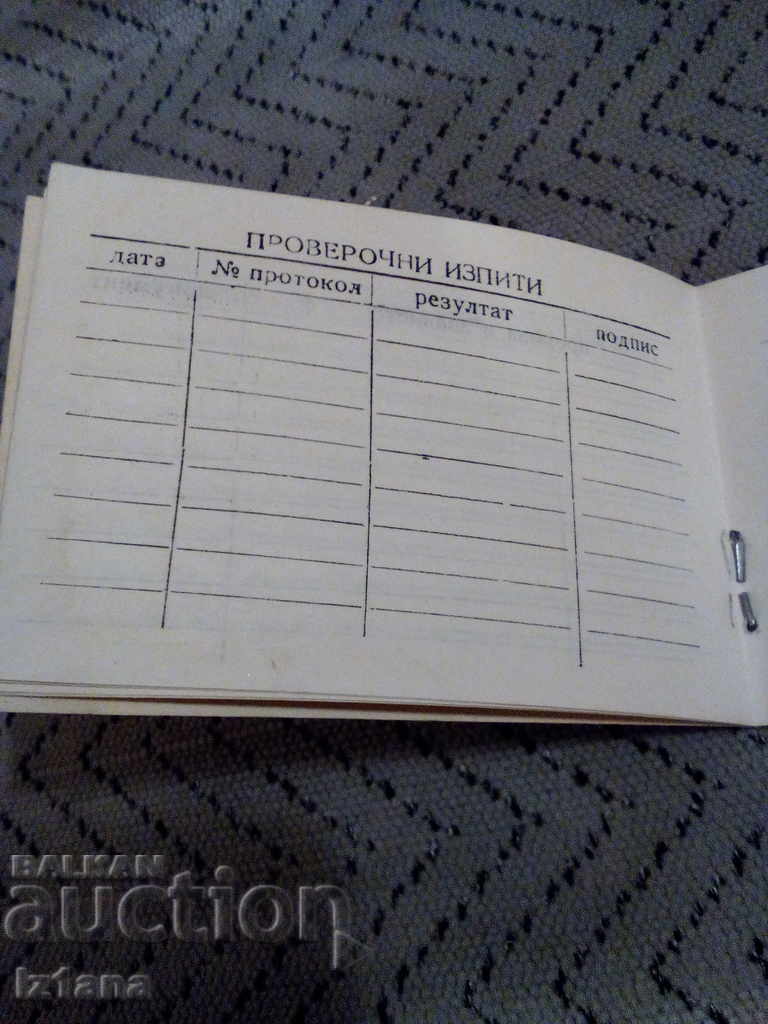 ПРОВЕРОЧНИ ИЗПИТИ
дата № протокол резултат подпис
BALKAN
auction
Iz1ana